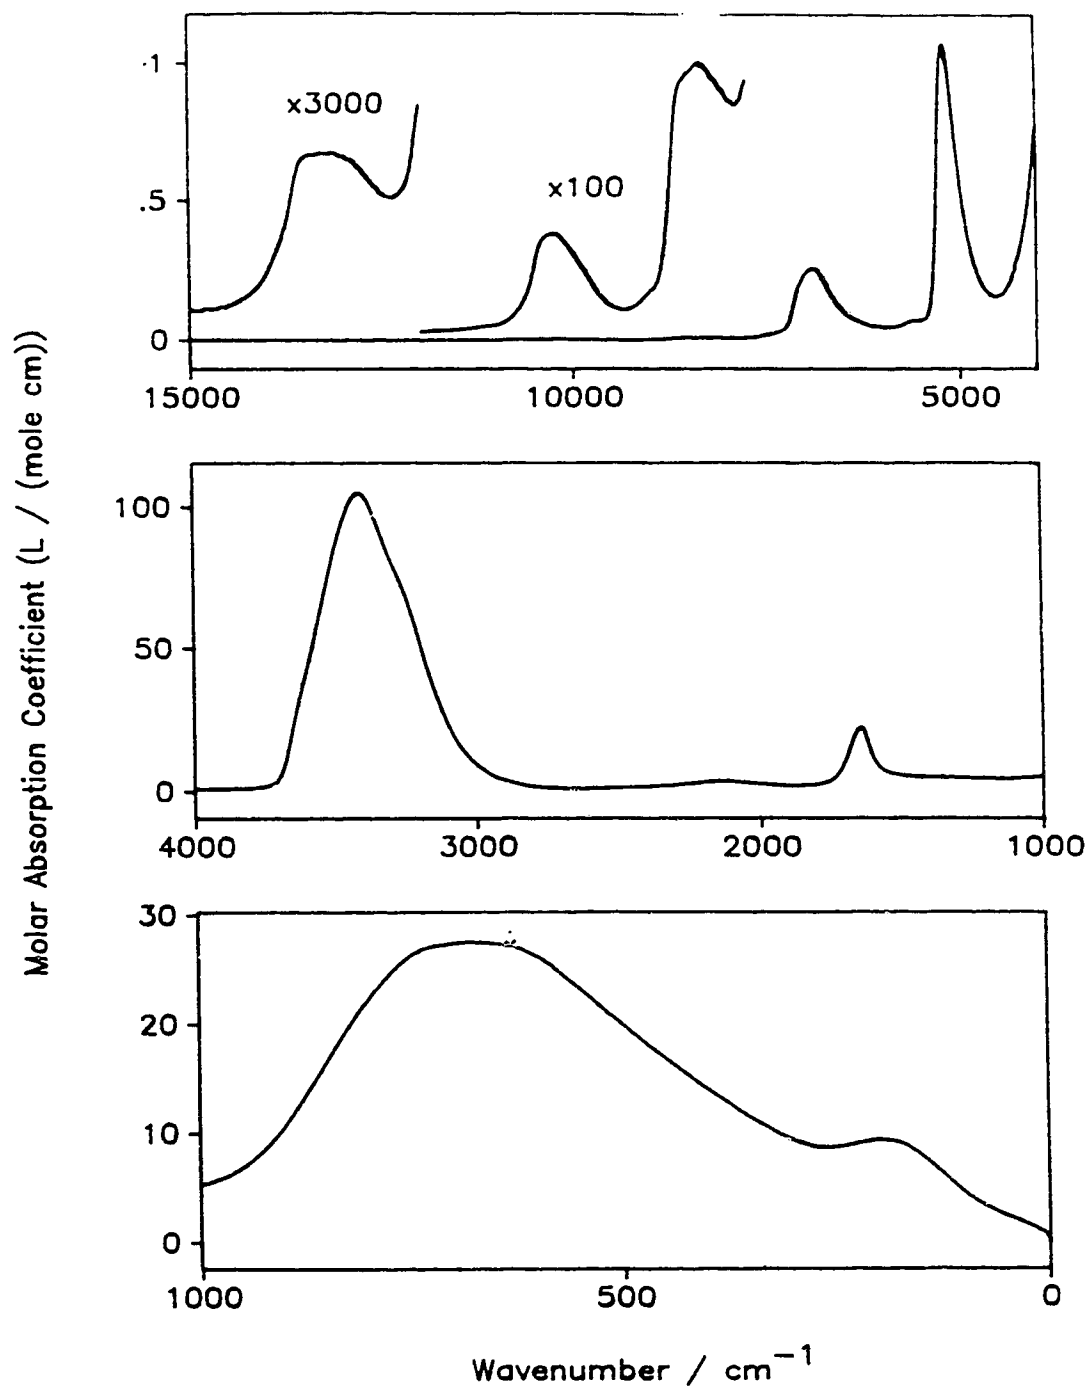 Molar Absorption Coefficient (L / (mole cm))
.1
.5
0
x3000
x100
15000 10000 5000
100
50
0
4000 3000 2000 1000
30
20
10
0
1000 500 0
Wavenumber / cm⁻¹